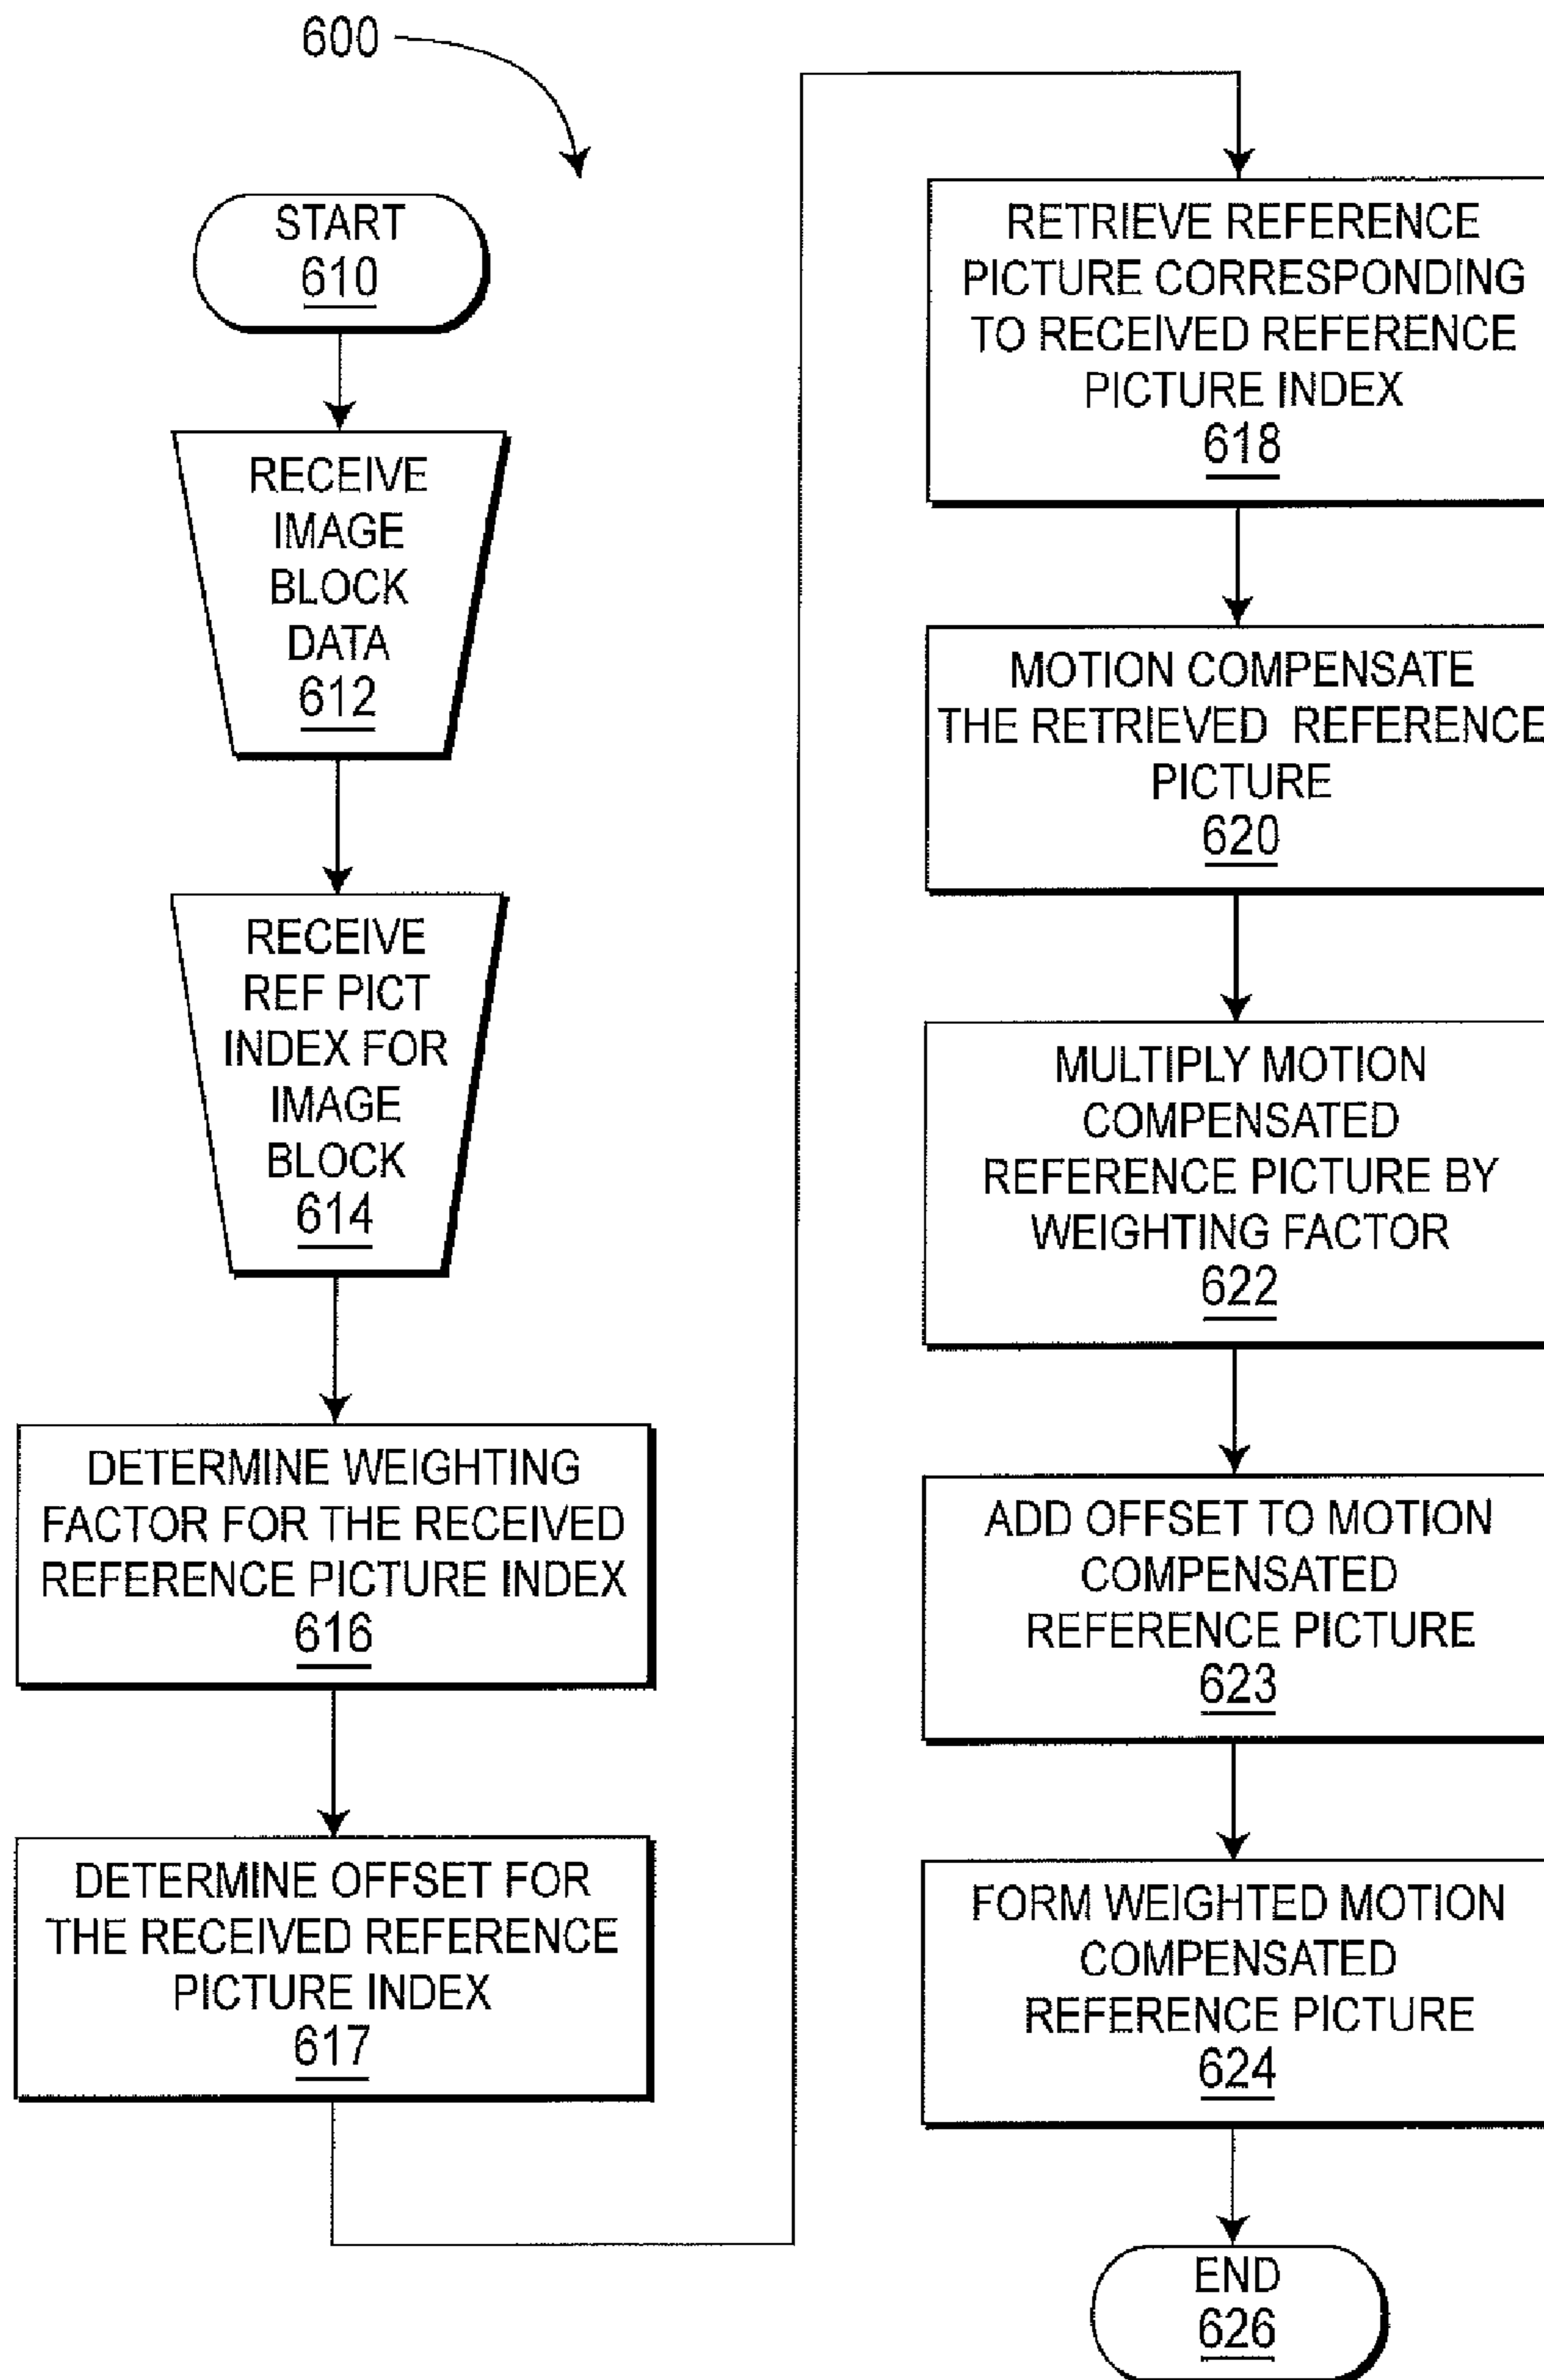 600
START
610
RECEIVE
IMAGE
BLOCK
DATA
612
RECEIVE
REF PICT
INDEX FOR
IMAGE
BLOCK
614
DETERMINE WEIGHTING
FACTOR FOR THE RECEIVED
REFERENCE PICTURE INDEX
616
DETERMINE OFFSET FOR
THE RECEIVED REFERENCE
PICTURE INDEX
617
RETRIEVE REFERENCE
PICTURE CORRESPONDING
TO RECEIVED REFERENCE
PICTURE INDEX
618
MOTION COMPENSATE
THE RETRIEVED REFERENCE
PICTURE
620
MULTIPLY MOTION
COMPENSATED
REFERENCE PICTURE BY
WEIGHTING FACTOR
622
ADD OFFSET TO MOTION
COMPENSATED
REFERENCE PICTURE
623
FORM WEIGHTED MOTION
COMPENSATED
REFERENCE PICTURE
624
END
626